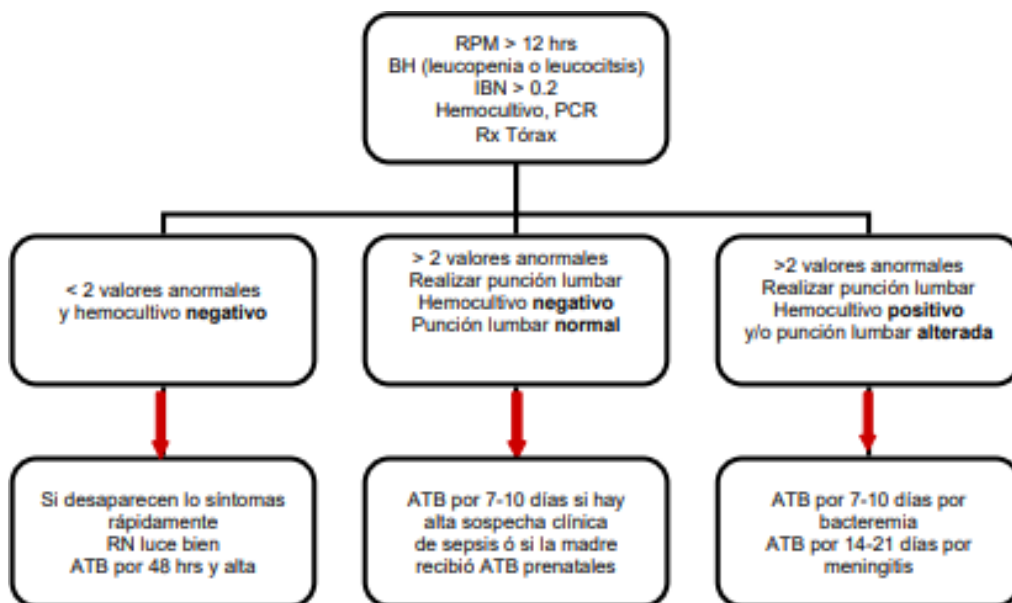 RPM > 12 hrs
BH (leucopenia o leucocitsis)
IBN > 0.2
Hemocultivo, PCR
Rx Tórax
< 2 valores anormales
y hemocultivo negativo
> 2 valores anormales
Realizar punción lumbar
Hemocultivo negativo
Punción lumbar normal
>2 valores anormales
Realizar punción lumbar
Hemocultivo positivo
y/o punción lumbar alterada
Si desaparecen lo síntomas
rápidamente
RN luce bien
ATB por 48 hrs y alta
ATB por 7-10 días si hay
alta sospecha clínica
de sepsis ó si la madre
recibió ATB prenatales
ATB por 7-10 días por
bacteremia
ATB por 14-21 días por
meningitis